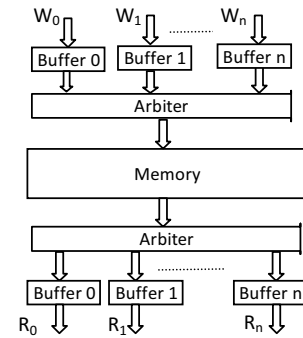 W0 W1 Wn
Buffer 0 Buffer 1 Buffer n
Arbiter
Memory
Arbiter
Buffer 0 Buffer 1 Buffer n
R0 R1 Rn